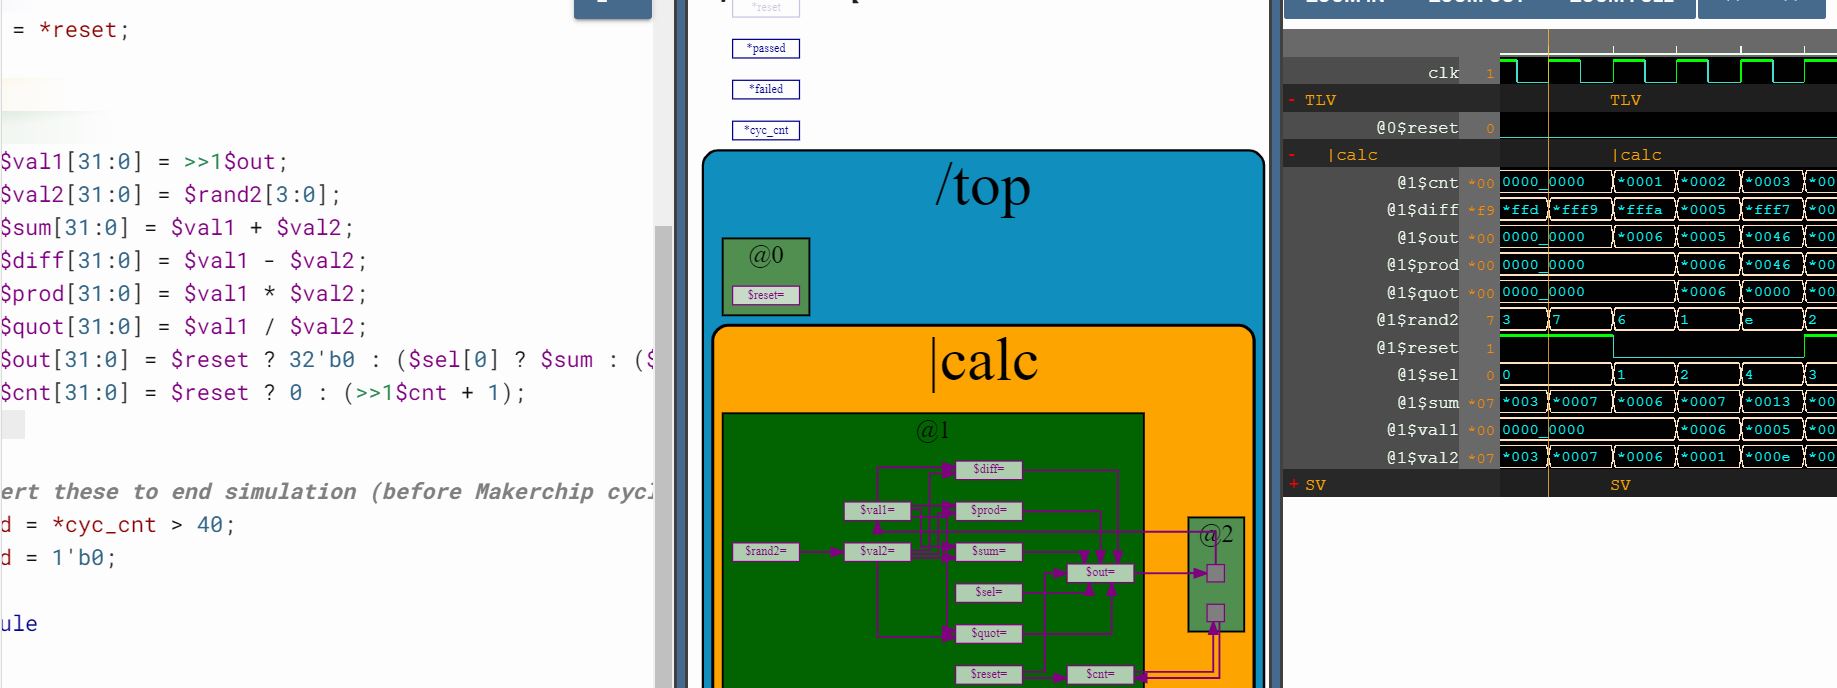 = *reset;
$val1[31:0] = >>1$out;
$val2[31:0] = $rand2[3:0];
$sum[31:0] = $val1 + $val2;
$diff[31:0] = $val1 - $val2;
$prod[31:0] = $val1 * $val2;
$quot[31:0] = $val1 / $val2;
$out[31:0] = $reset ? 32'b0 : ($sel[0] ? $sum : ($
$cnt[31:0] = $reset ? 0 : (>>1$cnt + 1);
ert these to end simulation (before Makerchip cycl
d = *cyc_cnt > 40;
d = 1'b0;
ule
*reset
*passed
*failed
*cyc_cnt
/top
@0
$reset=
|calc
@1
$diff=
$val1= $prod=
@2
$rand2= $val2= $sum=
$out=
$sel=
$quot=
$reset= $cnt=
ZOOM IN ZOOM OUT ZOOM FULL
clk 1
- TLV TLV
@0$reset 0
- |calc |calc
@1$cnt *00 0000_0000 *0001 *0002 *0003 *00
@1$diff *f9 *ffd *fff9 *fffa *0005 *fff7 *00
@1$out *00 0000_0000 *0006 *0005 *0046 *00
@1$prod *00 0000_0000 *0006 *0046 *00
@1$quot *00 0000_0000 *0006 *0000 *00
@1$rand2 7 3 7 6 1 e 2
@1$reset 1
@1$sel 0 0 1 2 4 3
@1$sum *07 *003 *0007 *0006 *0007 *0013 *00
@1$val1 *00 0000_0000 *0006 *0005 *00
@1$val2 *07 *003 *0007 *0006 *0001 *000e *00
+ SV SV